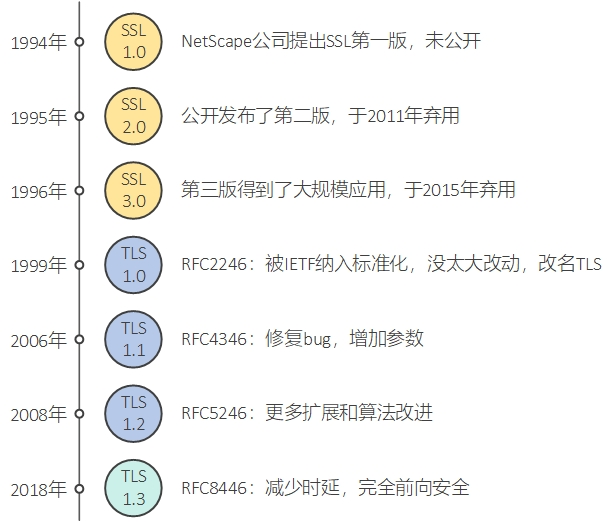 1994年 SSL 1.0 NetScape公司提出SSL第一版，未公开
1995年 SSL 2.0 公开发布了第二版，于2011年弃用
1996年 SSL 3.0 第三版得到了大规模应用，于2015年弃用
1999年 TLS 1.0 RFC2246：被IETF纳入标准化，没太大改动，改名TLS
2006年 TLS 1.1 RFC4346：修复bug，增加参数
2008年 TLS 1.2 RFC5246：更多扩展和算法改进
2018年 TLS 1.3 RFC8446：减少时延，完全前向安全